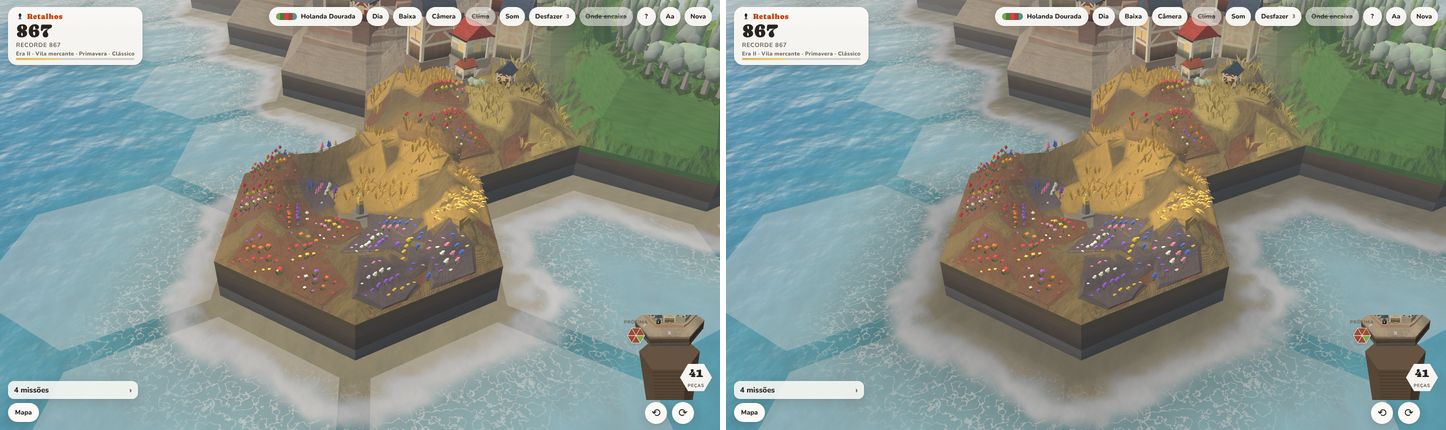 Retalhos
867
RECORDE 867
Era II · Vila mercante · Primavera · Clássico
Holanda Dourada
Dia
Baixa
Câmera
Clima
Som
Desfazer 3
Onde encaixa
?
Aa
Nova
4 missões ›
Mapa
41
PEÇAS
Retalhos
867
RECORDE 867
Era II · Vila mercante · Primavera · Clássico
Holanda Dourada
Dia
Baixa
Câmera
Clima
Som
Desfazer 3
Onde encaixa
?
Aa
Nova
4 missões ›
Mapa
41
PEÇAS